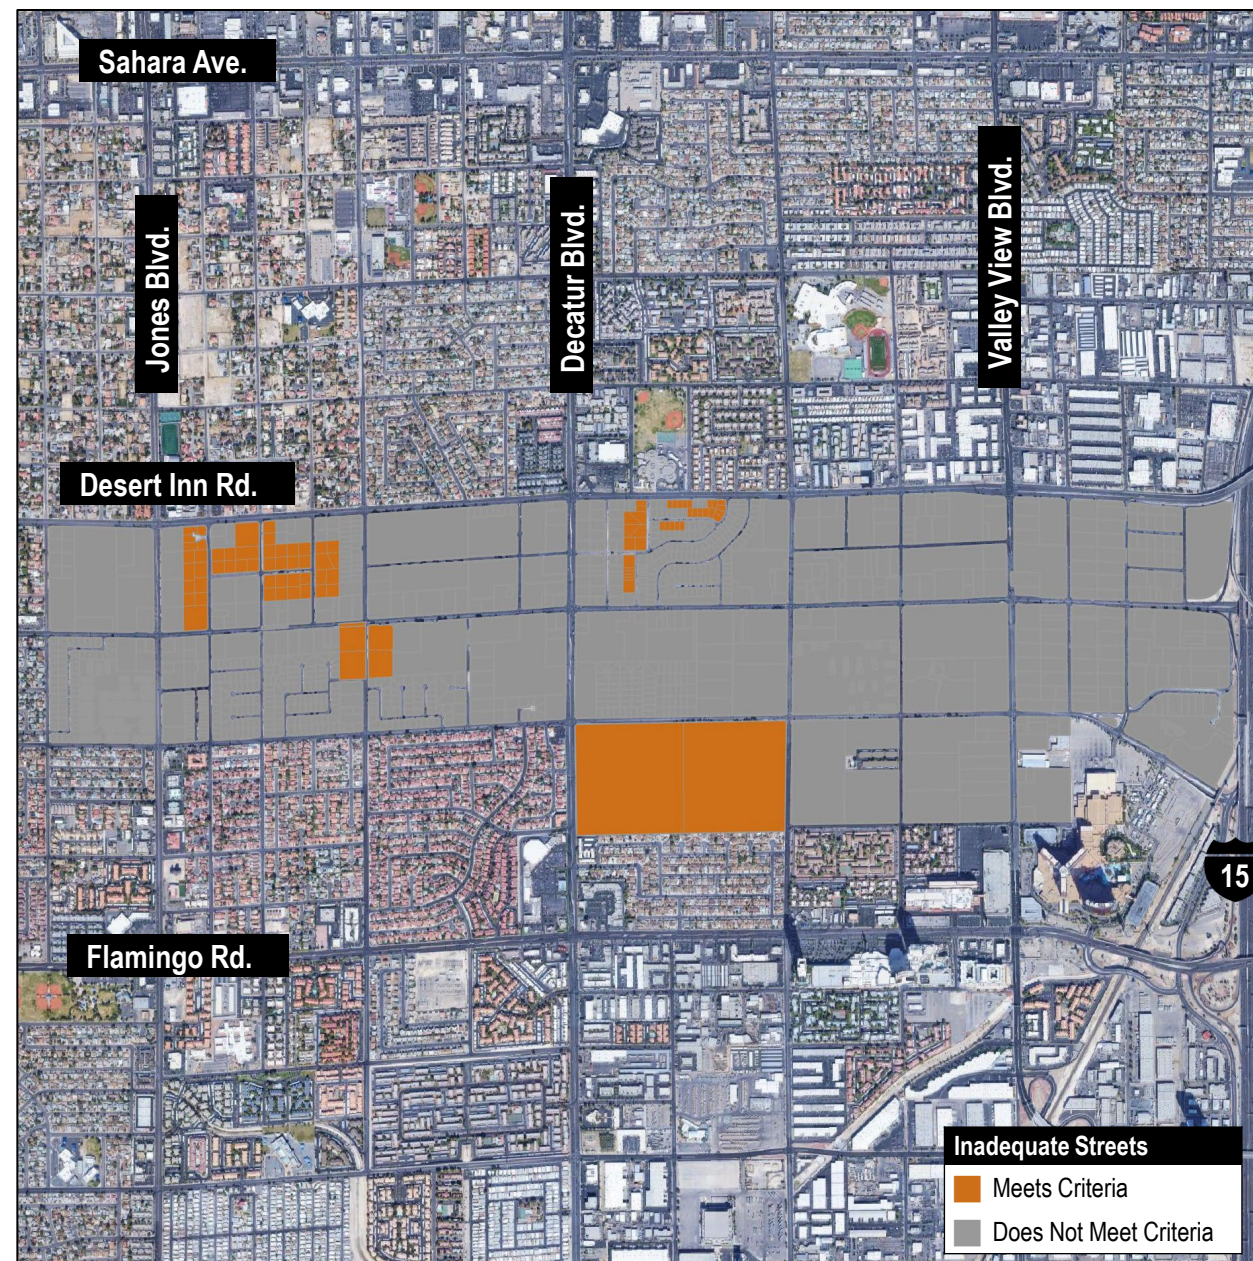 Sahara Ave.
Jones Blvd.
Decatur Blvd.
Valley View Blvd.
Desert Inn Rd.
15
Flamingo Rd.
Inadequate Streets
Meets Criteria
Does Not Meet Criteria